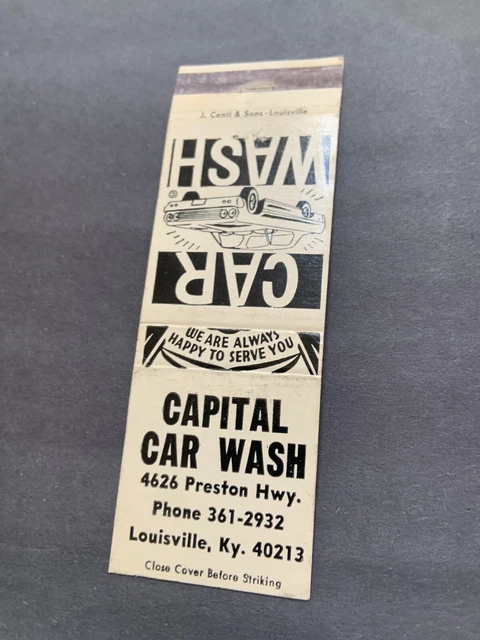 J. Conti & Sons - Louisville
CAR
WASH
WE ARE ALWAYS
HAPPY TO SERVE YOU
CAPITAL
CAR WASH
4626 Preston Hwy.
Phone 361-2932
Louisville, Ky. 40213
Close Cover Before Striking